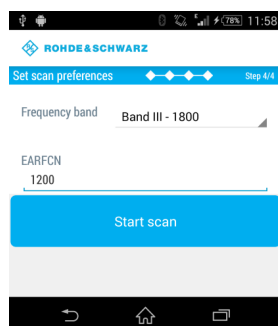 78% 11:58
ROHDE&SCHWARZ
Set scan preferences Step 4/4
Frequency band Band III - 1800
EARFCN
1200
Start scan